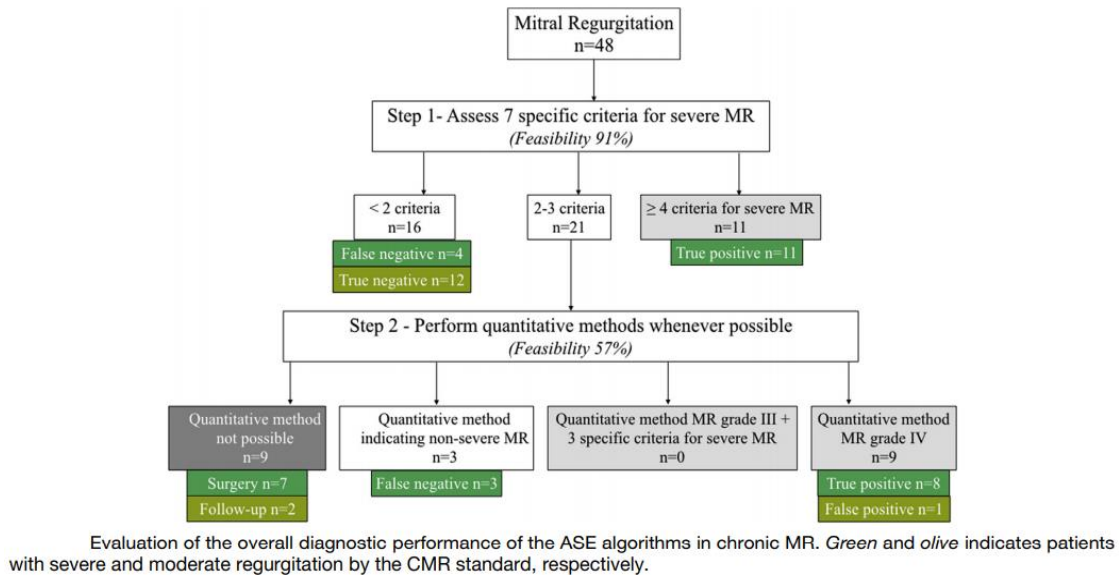 Mitral Regurgitation
n=48
Step 1- Assess 7 specific criteria for severe MR
(Feasibility 91%)
< 2 criteria
n=16
False negative n=4
True negative n=12
2-3 criteria
n=21
≥ 4 criteria for severe MR
n=11
True positive n=11
Step 2 - Perform quantitative methods whenever possible
(Feasibility 57%)
Quantitative method
not possible
n=9
Surgery n=7
Follow-up n=2
Quantitative method
indicating non-severe MR
n=3
False negative n=3
Quantitative method MR grade III +
3 specific criteria for severe MR
n=0
Quantitative method
MR grade IV
n=9
True positive n=8
False positive n=1
Evaluation of the overall diagnostic performance of the ASE algorithms in chronic MR. Green and olive indicates patients
with severe and moderate regurgitation by the CMR standard, respectively.